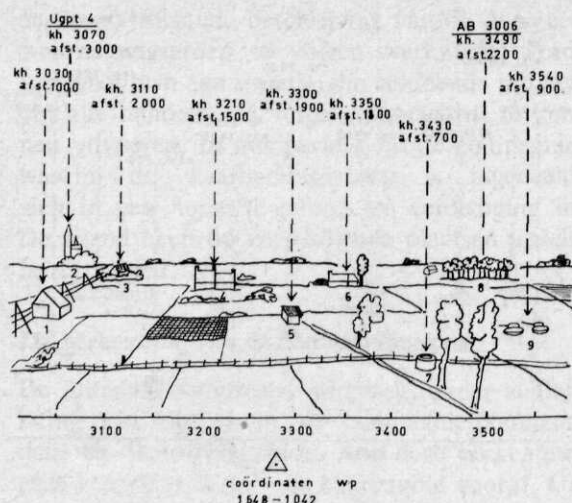 Ugpt 4
kh 3070
afst. 3000
AB 3006
kh. 3490
afst 2200
kh 3030
afst 1000
kh. 3110
afst. 2000
kh. 3210
afst 1500
kh. 3300
afst. 1900
kh. 3350
afst. 1800
kh. 3430
afst. 700
kh 3540
afst 900.
1
2
3
4
5
6
7
8
9
3100
3200
3300
3400
3500
coördinaten wp
1648-1042